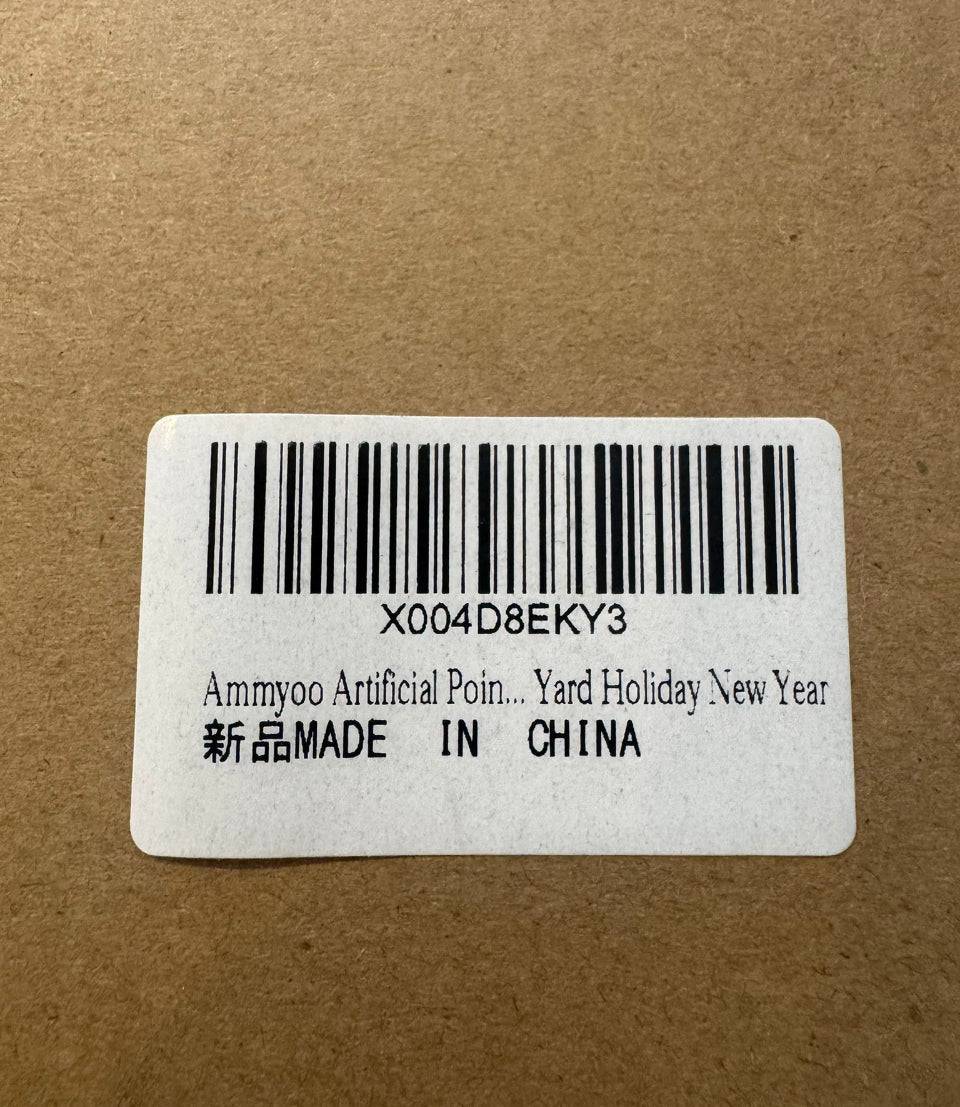 X004D8EKY3
Ammyoo Artificial Poin... Yard Holiday New Year
新品MADE IN CHINA